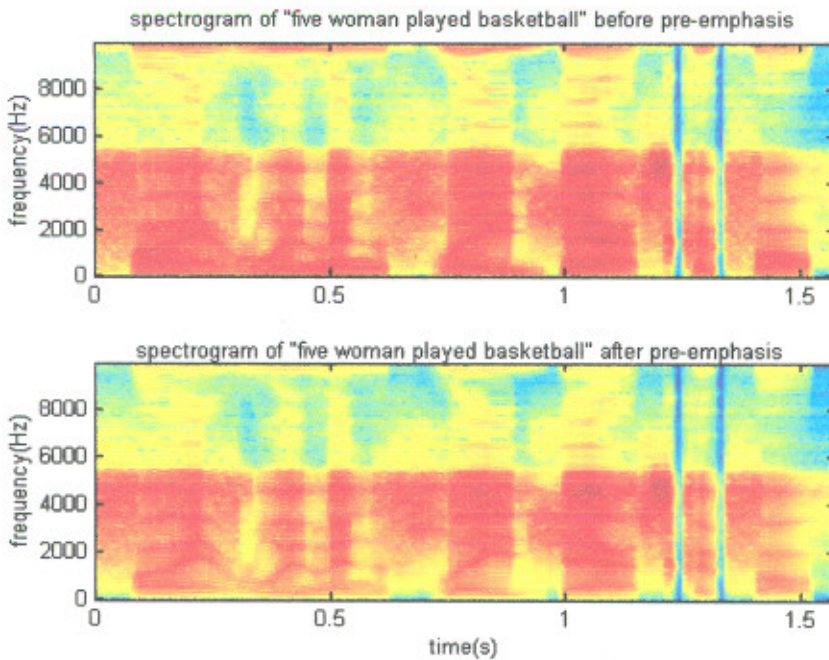 spectrogram of "five woman played basketball" before pre-emphasis
frequency(Hz)
8000
6000
4000
2000
0
0 0.5 1 1.5
spectrogram of "five woman played basketball" after pre-emphasis
frequency(Hz)
8000
6000
4000
2000
0
0 0.5 1 1.5
time(s)